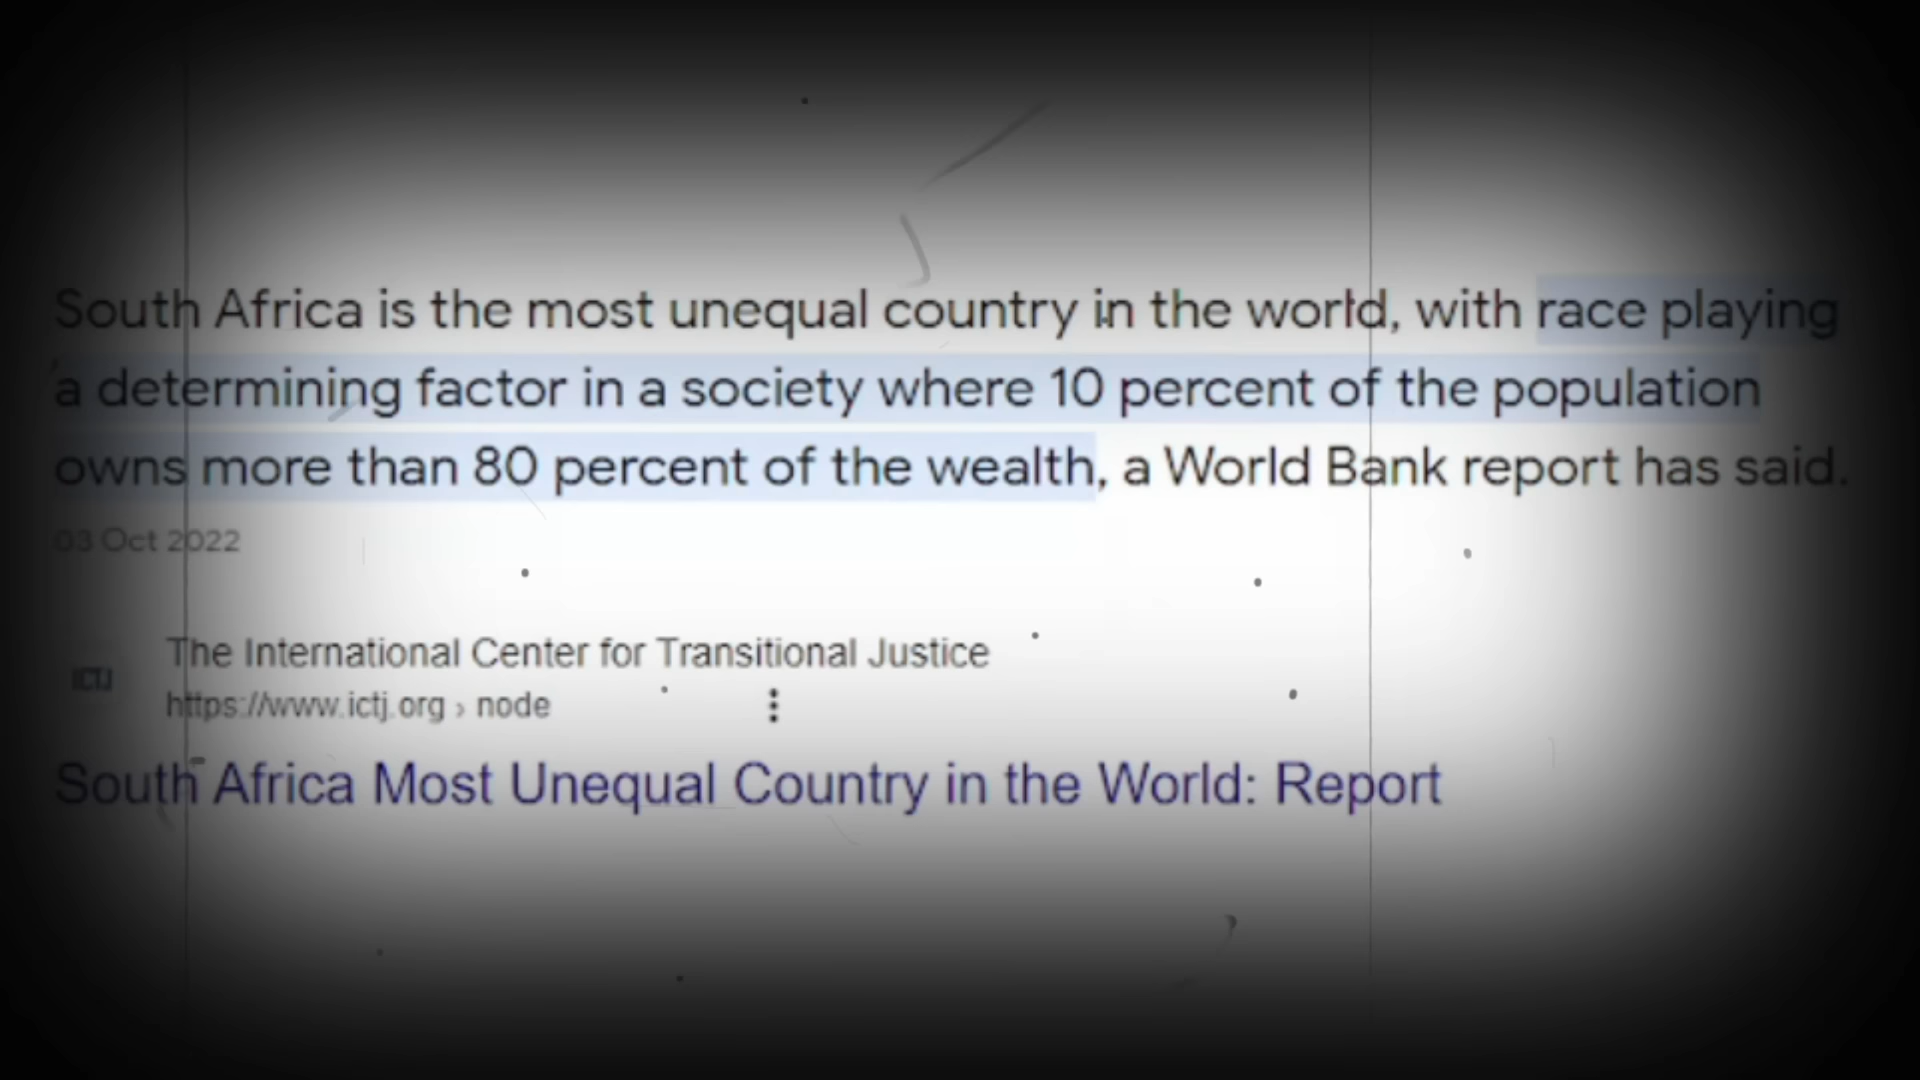 South Africa is the most unequal country in the world, with race playing
a determining factor in a society where 10 percent of the population
owns more than 80 percent of the wealth, a World Bank report has said.
03 Oct 2022
ICTJ
The International Center for Transitional Justice
https://www.ictj.org › node
South Africa Most Unequal Country in the World: Report